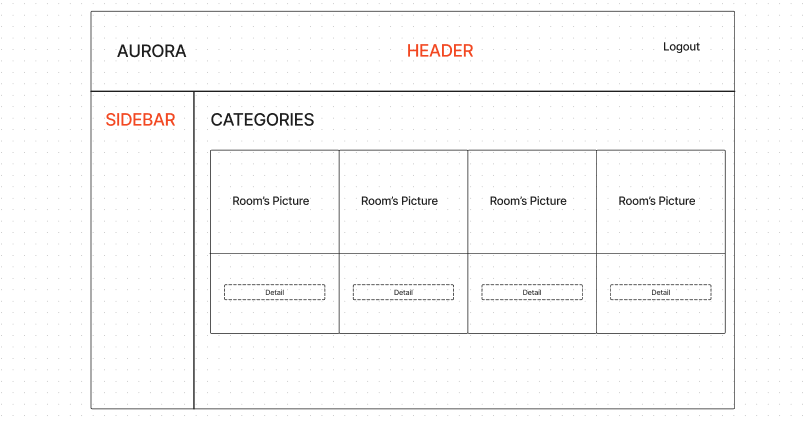 AURORA
HEADER
Logout
SIDEBAR
CATEGORIES
Room's Picture
Room's Picture
Room's Picture
Room's Picture
Detail
Detail
Detail
Detail